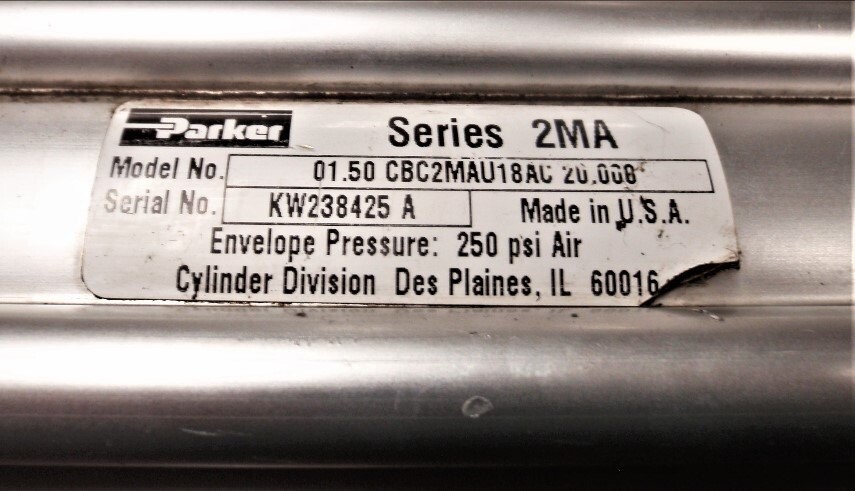 Parker Series 2MA
Model No. 01.50 CBC2MAU18AC 20.000
Serial No. KW238425 A Made in U.S.A.
Envelope Pressure: 250 psi Air
Cylinder Division Des Plaines, IL 60016